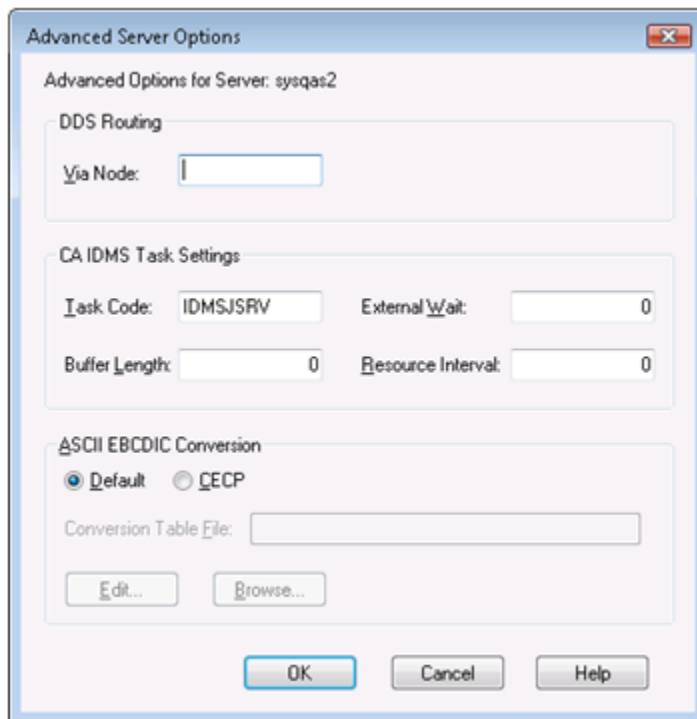 Advanced Server Options
Advanced Options for Server: sysqas2
DDS Routing
Via Node:
CA IDMS Task Settings
Task Code: IDMSJSRV External Wait: 0
Buffer Length: 0 Resource Interval: 0
ASCII EBCDIC Conversion
Default CECP
Conversion Table File:
Edit... Browse...
OK Cancel Help